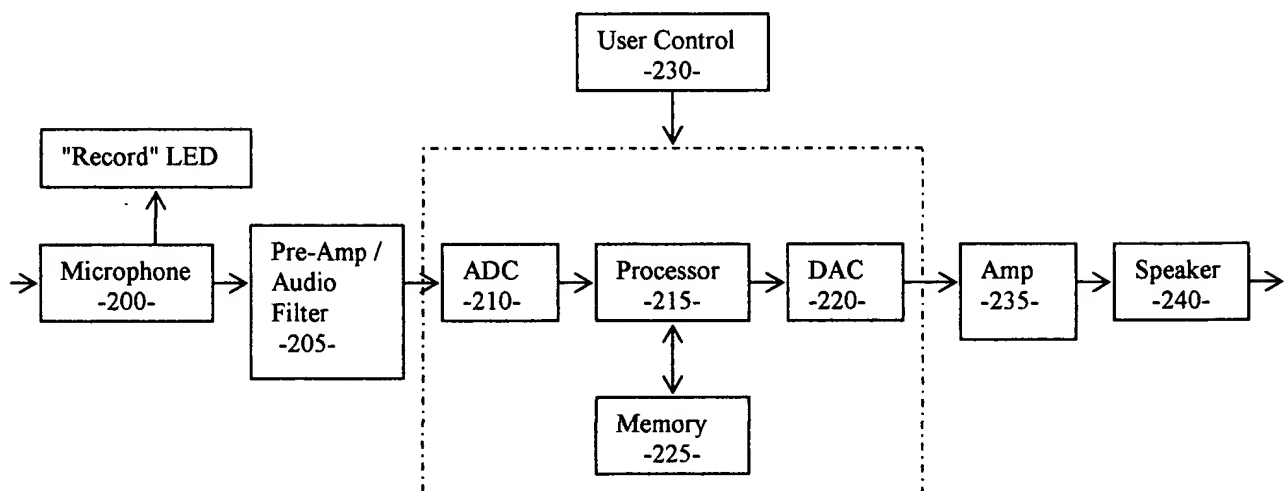 User Control
-230-
"Record" LED
Microphone
-200-
Pre-Amp /
Audio
Filter
-205-
ADC
-210-
Processor
-215-
DAC
-220-
Amp
-235-
Speaker
-240-
Memory
-225-